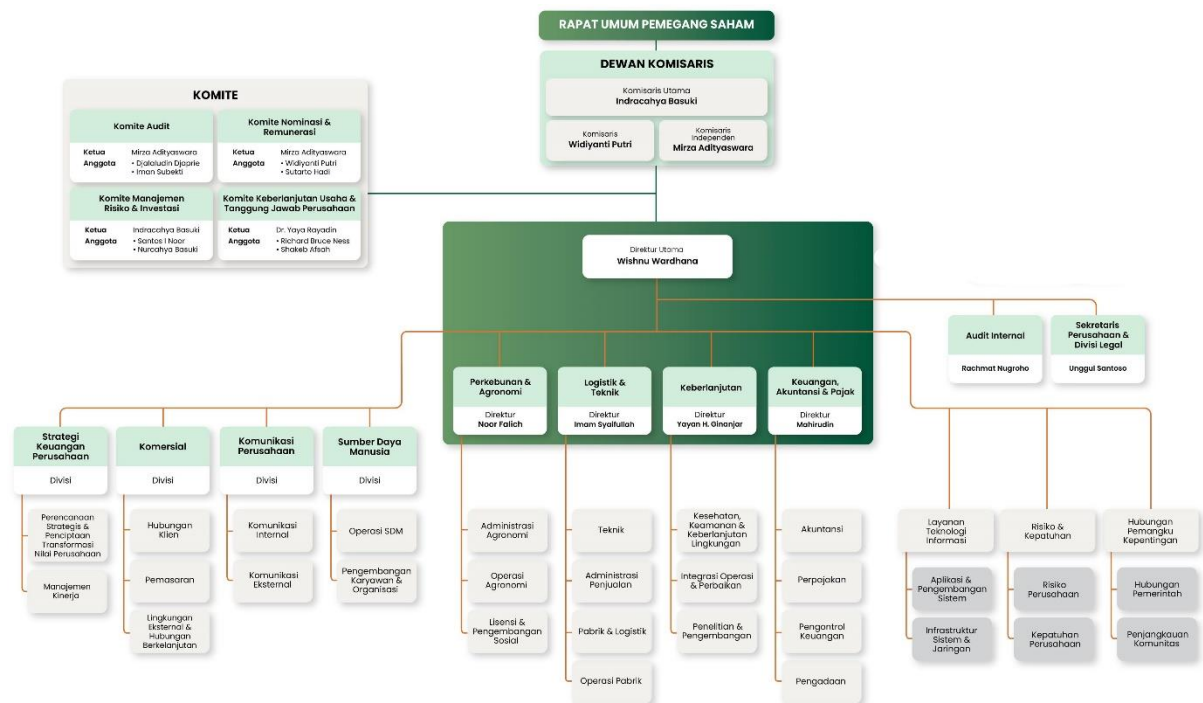 RAPAT UMUM PEMEGANG SAHAM
DEWAN KOMISARIS
Komisaris Utama
Indracahya Basuki
Komisaris
Widiyanti Putri
Komisaris
Independen
Mirza Adityaswara
KOMITE
Komite Audit
Ketua Mirza Adityaswara
Anggota • Djalaludin Djaprie
• Iman Subekti
Komite Nominasi &
Remunerasi
Ketua Mirza Adityaswara
Anggota • Widiyanti Putri
• Sutarto Hadi
Komite Manajemen
Risiko & Investasi
Ketua Indracahya Basuki
Anggota • Santos I Noor
• Nurcahya Basuki
Komite Keberlanjutan Usaha &
Tanggung Jawab Perusahaan
Ketua Dr. Yaya Rayadin
Anggota • Richard Bruce Ness
• Shakeb Afsah
Direktur Utama
Wishnu Wardhana
Audit Internal
Rachmat Nugroho
Sekretaris
Perusahaan &
Divisi Legal
Unggul Santoso
Perkebunan &
Agronomi
Direktur
Noor Falich
Logistik &
Teknik
Direktur
Imam Syaifullah
Keberlanjutan
Direktur
Yayan H. Ginanjar
Keuangan,
Akuntansi & Pajak
Direktur
Mahirudin
Strategi
Keuangan
Perusahaan
Divisi
Perencanaan
Strategis &
Penciptaan
Transformasi
Nilai Perusahaan
Manajemen
Kinerja
Komersial
Divisi
Hubungan
Klien
Pemasaran
Lingkungan
Eksternal &
Hubungan
Berkelanjutan
Komunikasi
Perusahaan
Divisi
Komunikasi
Internal
Komunikasi
Eksternal
Sumber Daya
Manusia
Divisi
Operasi SDM
Pengembangan
Karyawan &
Organisasi
Administrasi
Agronomi
Operasi
Agronomi
Lisensi &
Pengembangan
Sosial
Teknik
Administrasi
Penjualan
Pabrik & Logistik
Operasi Pabrik
Kesehatan,
Keamanan &
Keberlanjutan
Lingkungan
Integrasi Operasi
& Perbaikan
Penelitian &
Pengembangan
Akuntansi
Perpajakan
Pengontrol
Keuangan
Pengadaan
Layanan
Teknologi
Informasi
Aplikasi &
Pengembangan
Sistem
Infrastruktur
Sistem &
Jaringan
Risiko &
Kepatuhan
Risiko
Perusahaan
Kepatuhan
Perusahaan
Hubungan
Pemangku
Kepentingan
Hubungan
Pemerintah
Penjangkauan
Komunitas